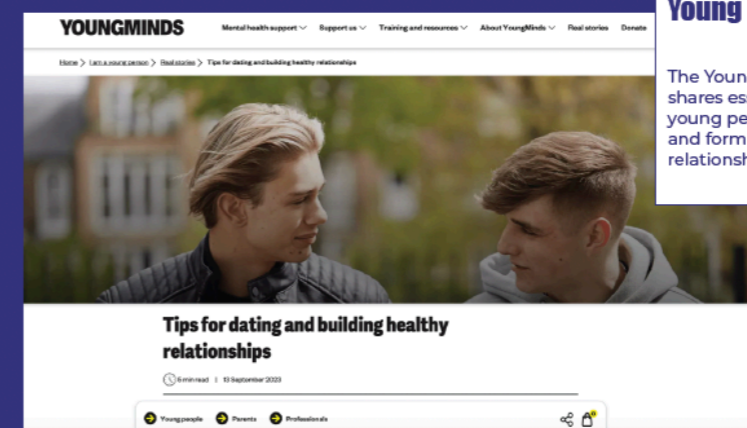 YOUNGMINDS
Mental health support Support us Training and resources About YoungMinds Real stories Donate
Home > I am a young person > Real stories > Tips for dating and building healthy relationships
Tips for dating and building healthy
relationships
6 min read | 13 September 2023
Young people Parents Professionals
Young
The Youn
shares es
young pe
and form
relationsh